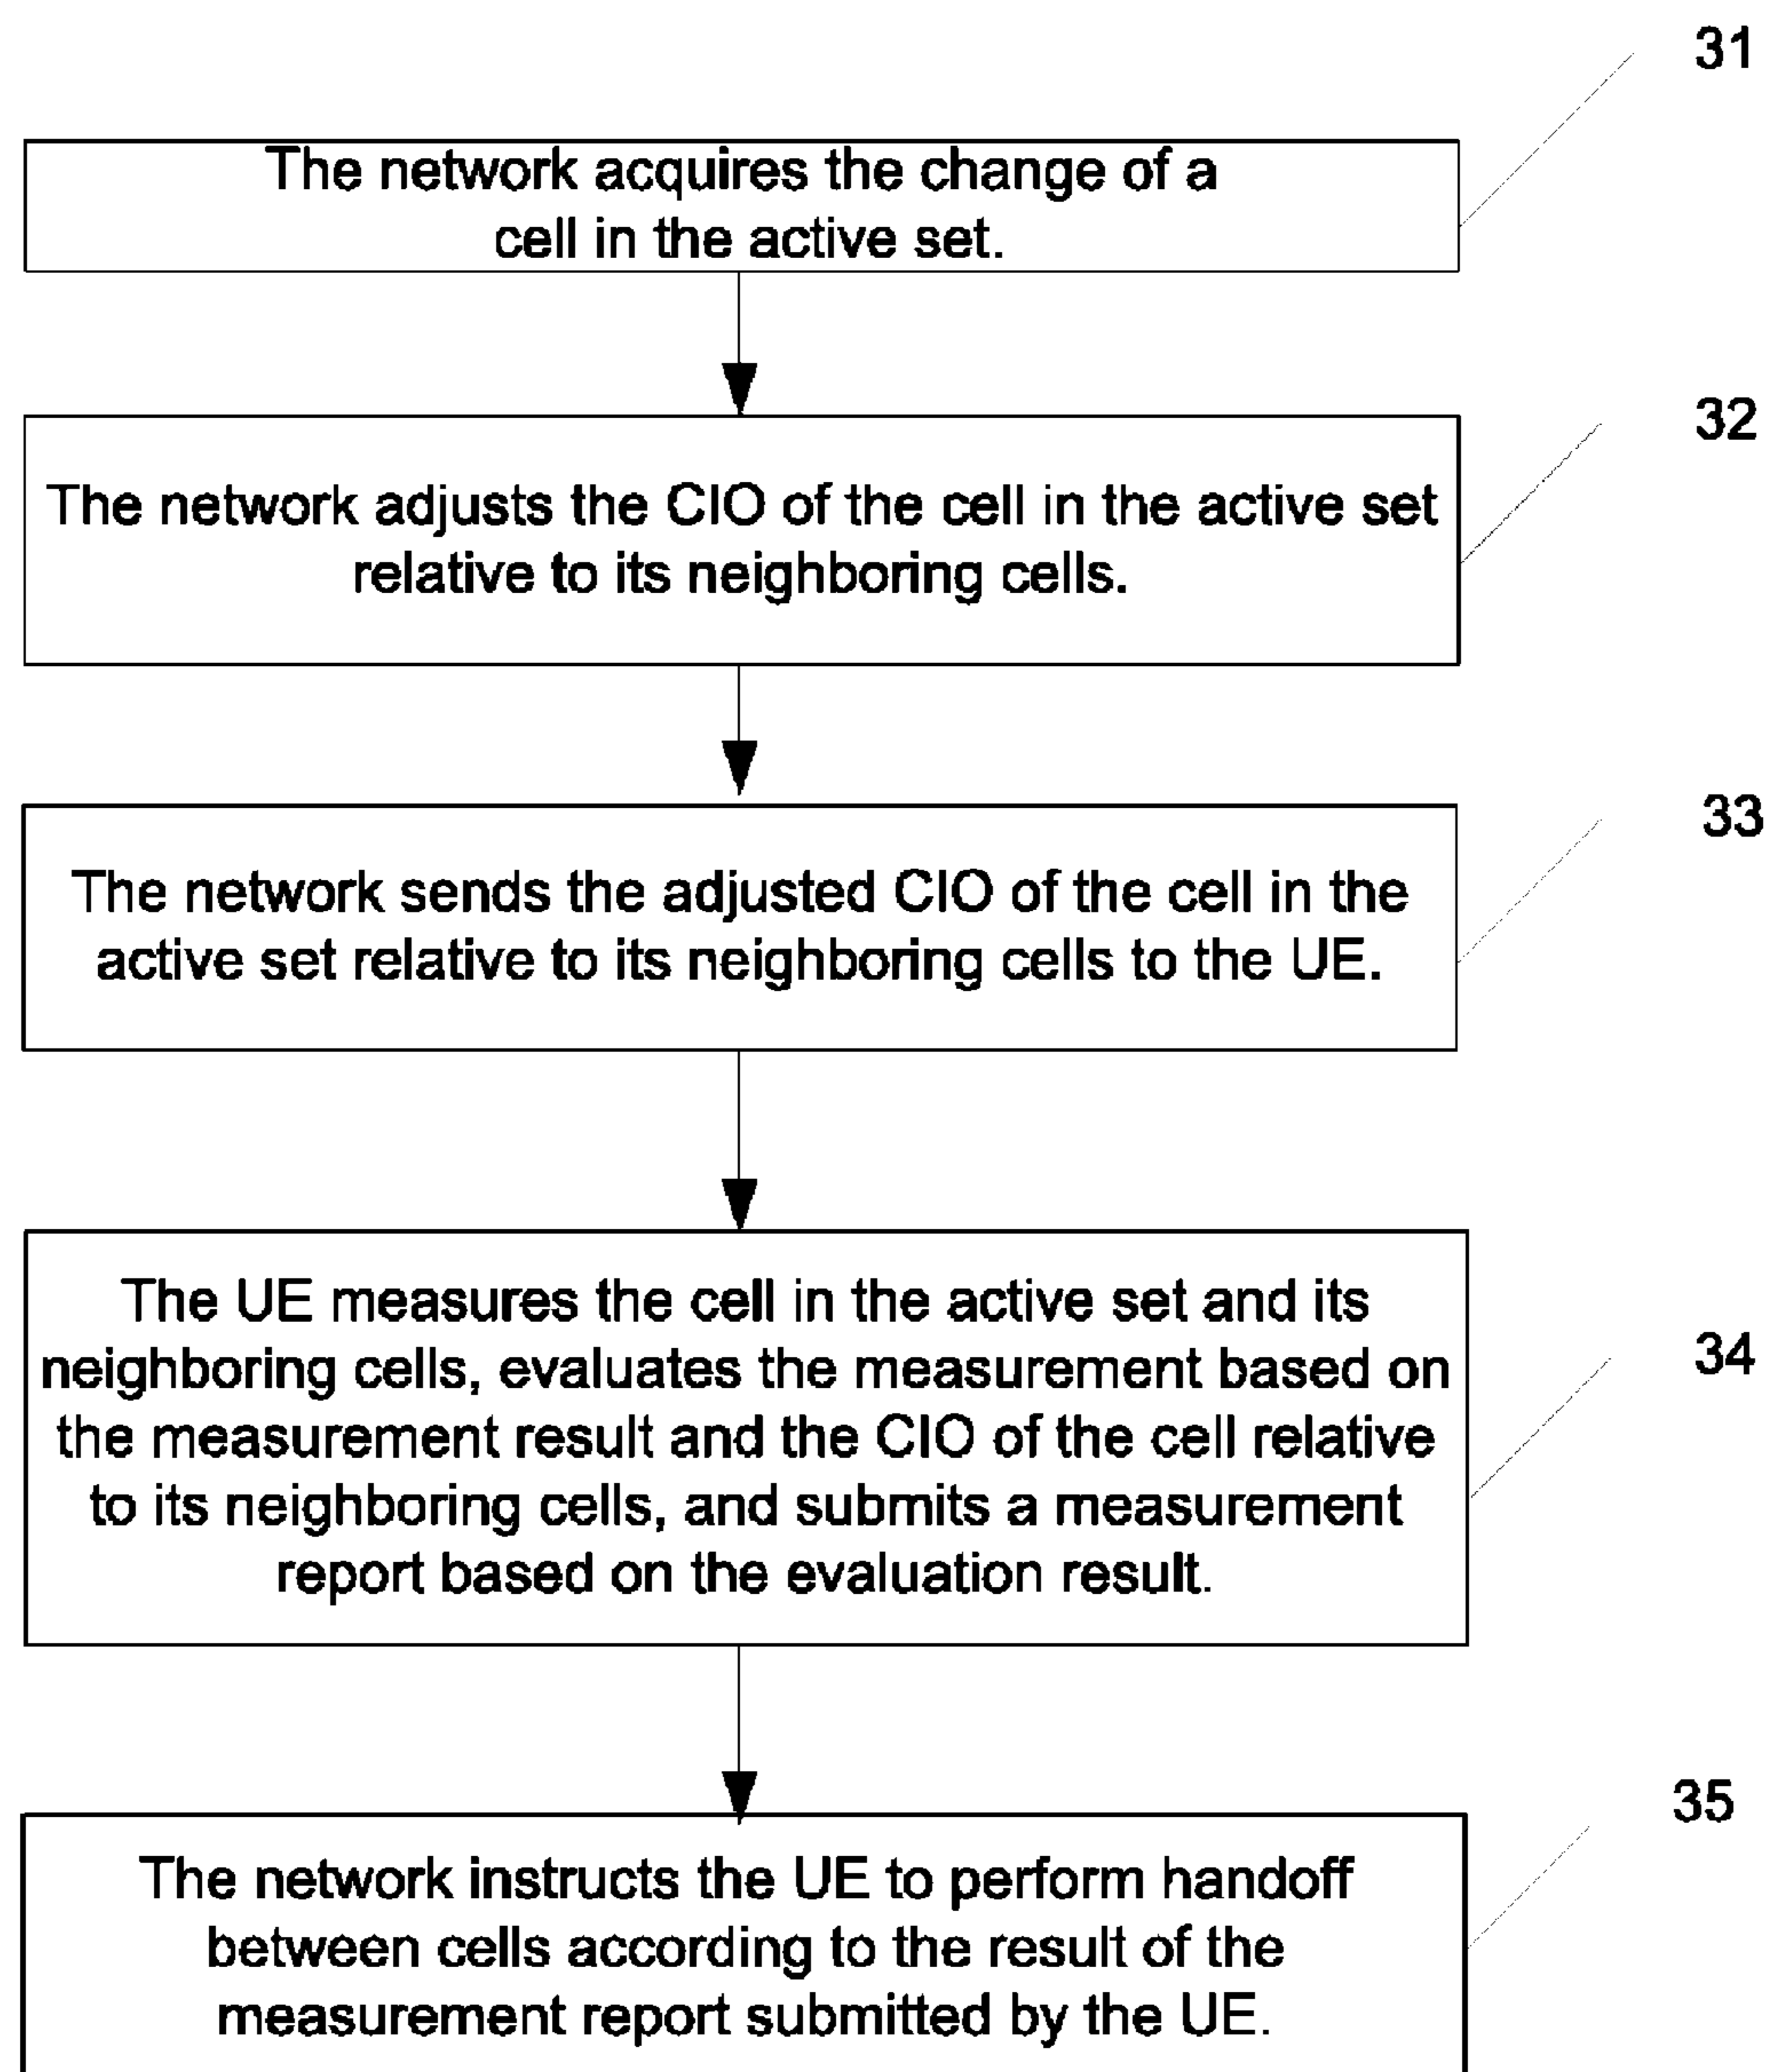 31
The network acquires the change of a
cell in the active set.
32
The network adjusts the CIO of the cell in the active set
relative to its neighboring cells.
33
The network sends the adjusted CIO of the cell in the
active set relative to its neighboring cells to the UE.
34
The UE measures the cell in the active set and its
neighboring cells, evaluates the measurement based on
the measurement result and the CIO of the cell relative
to its neighboring cells, and submits a measurement
report based on the evaluation result.
35
The network instructs the UE to perform handoff
between cells according to the result of the
measurement report submitted by the UE.